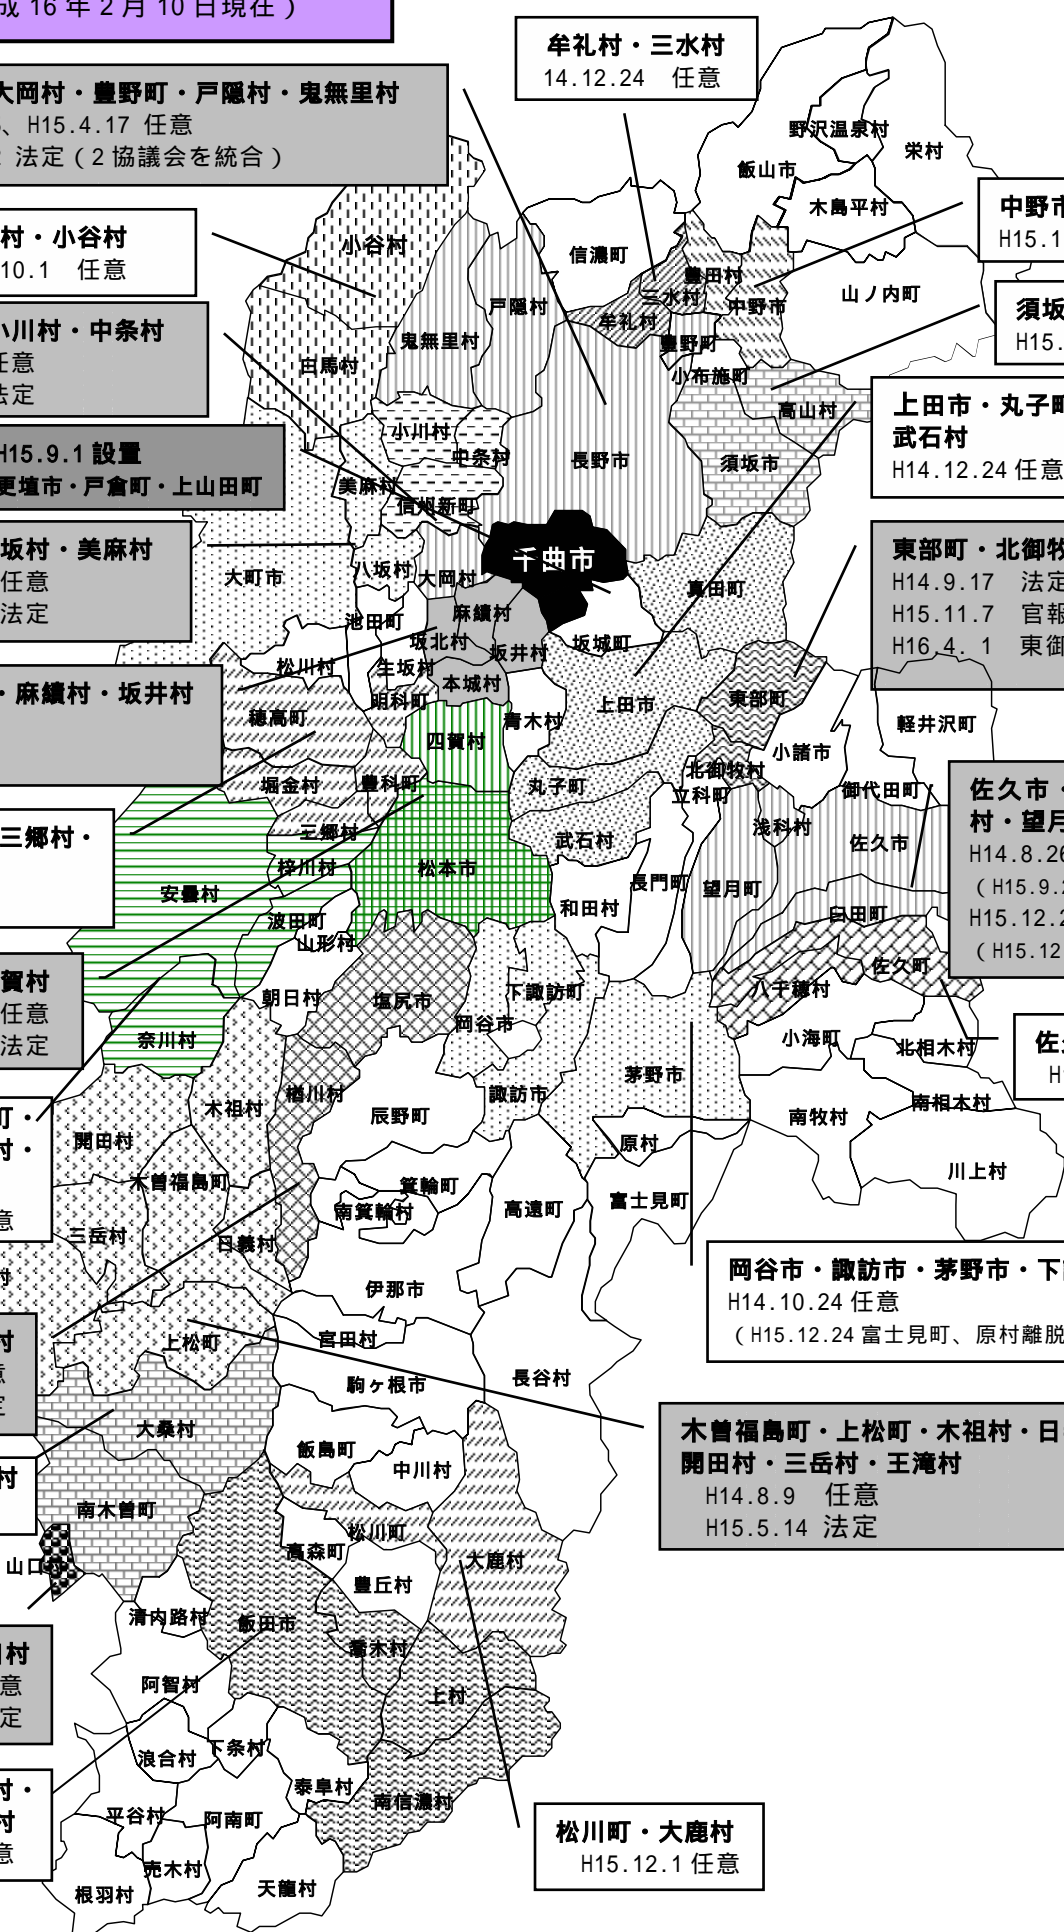 成 16 年 2 月 10 日現在 ）
大岡村・豊野町・戸隠村・鬼無里村
、H15.4.17 任意
法定（２協議会を統合）
牟礼村・三水村
14.12.24 任意
村・小谷村
10.1 任意
小川村・中条村
任意
法定
H15.9.1 設置
更埴市・戸倉町・上山田町
坂村・美麻村
任意
法定
・麻績村・坂井村
三郷村・
賀村
任意
法定
町・
村・
意
村
意
定
村
村
意
定
村・
村
意
中野市
H15.1
須坂
H15.
上田市・丸子町
武石村
H14.12.24 任意
東部町・北御牧
H14.9.17 法定
H15.11.7 官報
H16.4. 1 東御
佐久市・
村・望月
H14.8.26
（H15.9.2
H15.12.2
（H15.12
佐
H
岡谷市・諏訪市・茅野市・下
H14.10.24 任意
（H15.12.24 富士見町、原村離脱
木曽福島町・上松町・木祖村・日
開田村・三岳村・王滝村
H14.8.9 任意
H15.5.14 法定
松川町・大鹿村
H15.12.1 任意
野沢温泉村
栄村
飯山市
木島平村
信濃町
豊田村
三水村
中野市
山ノ内町
小谷村
戸隠村
牟礼村
鬼無里村
豊野町
白馬村
小布施町
高山村
小川村
中条村
長野市
須坂市
美麻村
信州新町
千曲市
大町市
八坂村
大岡村
真田町
麻績村
池田町
坂北村
坂井村
坂城町
松川村
生坂村
本城村
明科町
穂高町
青木村
上田市
東部町
四賀村
小諸市
軽井沢町
堀金村
豊科町
丸子町
北御牧村
立科町
御代田町
三郷村
武石村
浅科村
佐久市
梓川村
松本市
安曇村
長門町
望月町
波田町
和田村
臼田町
山形村
佐久町
朝日村
塩尻市
下諏訪町
八千穂村
岡谷市
奈川村
小海町
北相木村
茅野市
楢川村
諏訪市
木祖村
辰野町
南牧村
南相木村
開田村
原村
川上村
木曽福島町
箕輪町
南箕輪村
高遠町
富士見町
三岳村
日義村
村
伊那市
上松町
宮田村
駒ヶ根市
長谷村
大桑村
飯島町
中川村
南木曽町
松川町
高森町
大鹿村
山口村
豊丘村
清内路村
飯田市
喬木村
阿智村
上村
浪合村
下条村
泰阜村
南信濃村
平谷村
阿南町
売木村
天龍村
根羽村